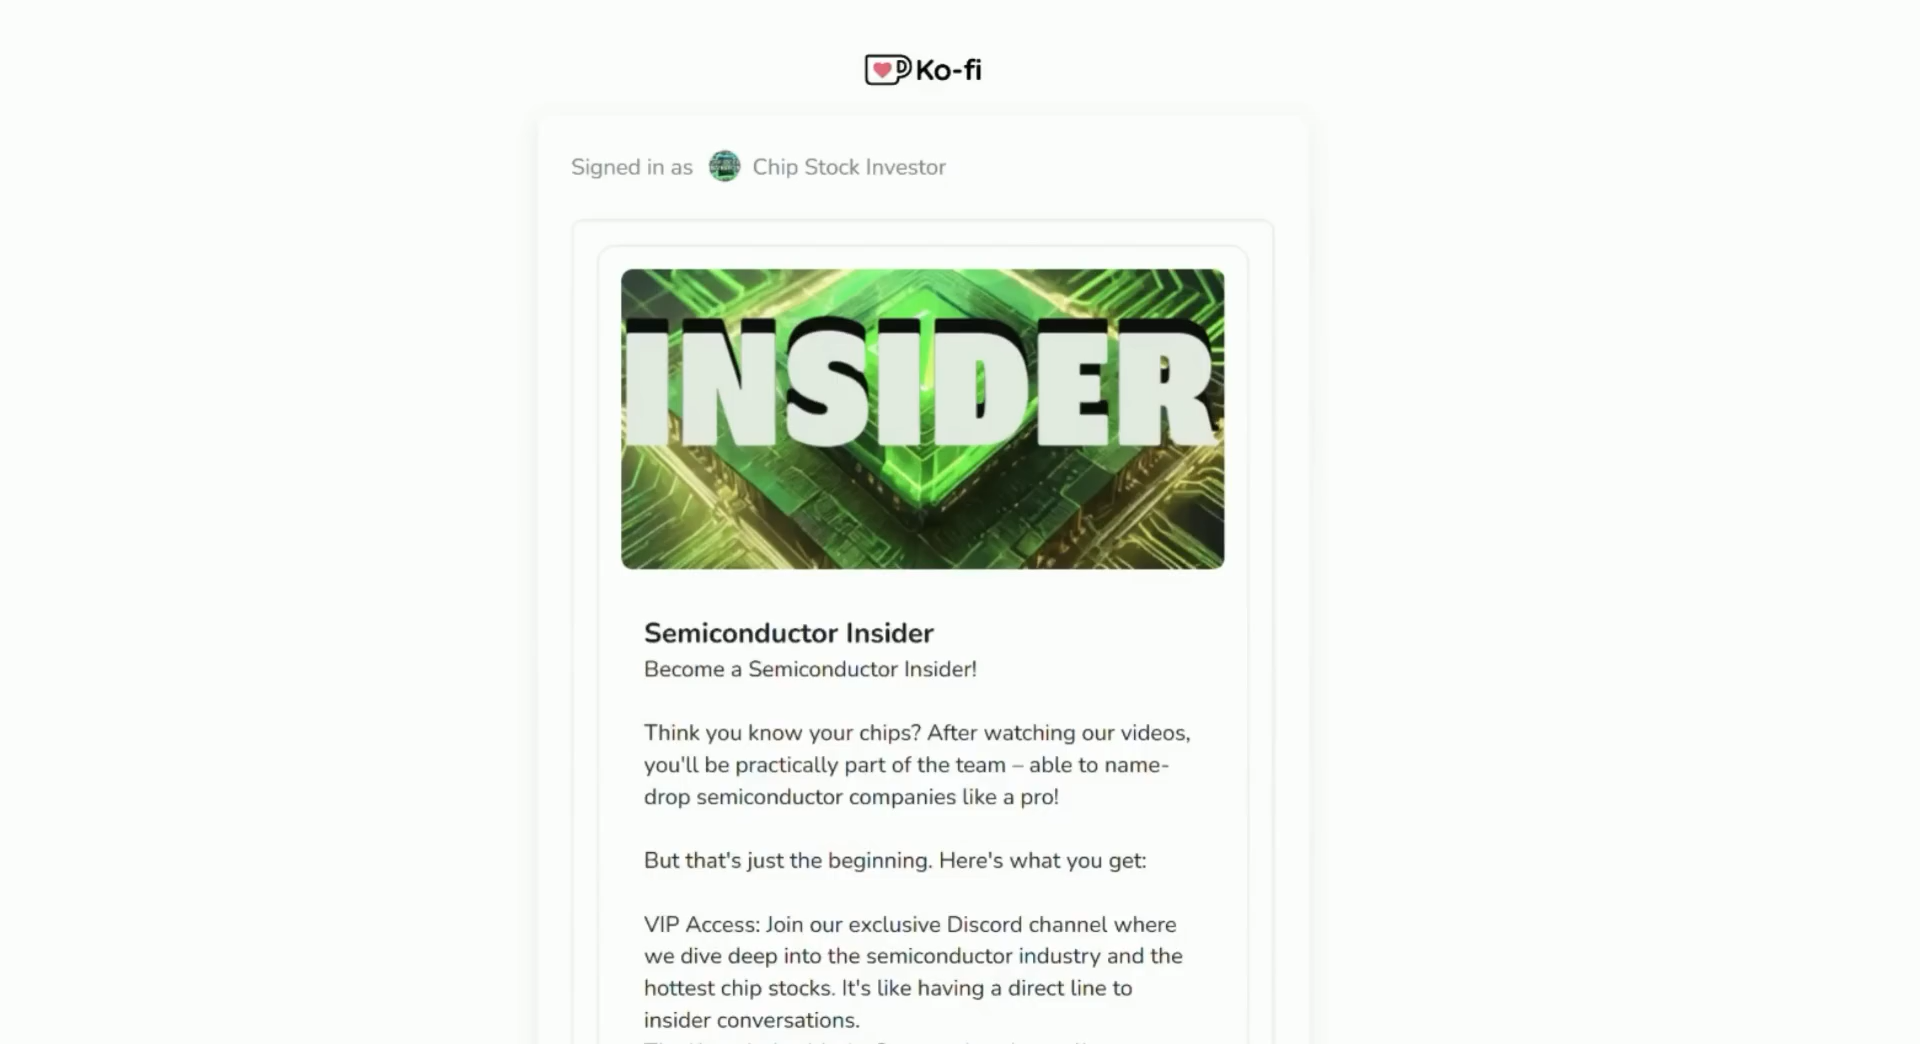 Ko-fi
Signed in as Chip Stock Investor
INSIDER
Semiconductor Insider
Become a Semiconductor Insider!
Think you know your chips? After watching our videos,
you'll be practically part of the team – able to name-
drop semiconductor companies like a pro!
But that's just the beginning. Here's what you get:
VIP Access: Join our exclusive Discord channel where
we dive deep into the semiconductor industry and the
hottest chip stocks. It's like having a direct line to
insider conversations.